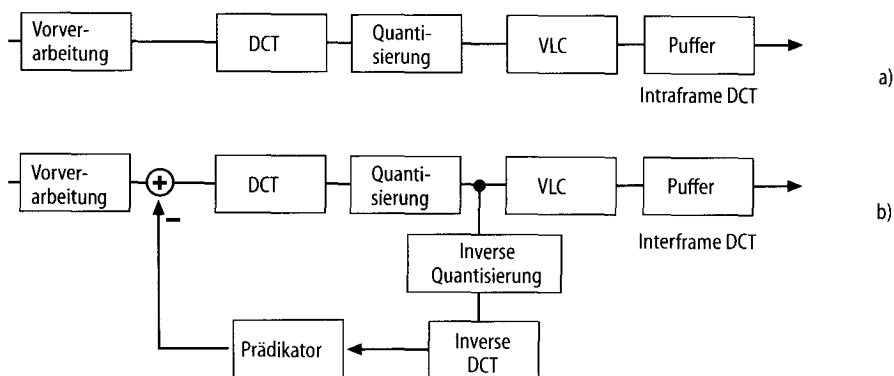 Vorver-
arbeitung
DCT
Quanti-
sierung
VLC
Puffer
a)
Intraframe DCT
Vorver-
arbeitung
+
DCT
Quanti-
sierung
VLC
Puffer
b)
–
Interframe DCT
Inverse
Quantisierung
Prädikator
Inverse
DCT